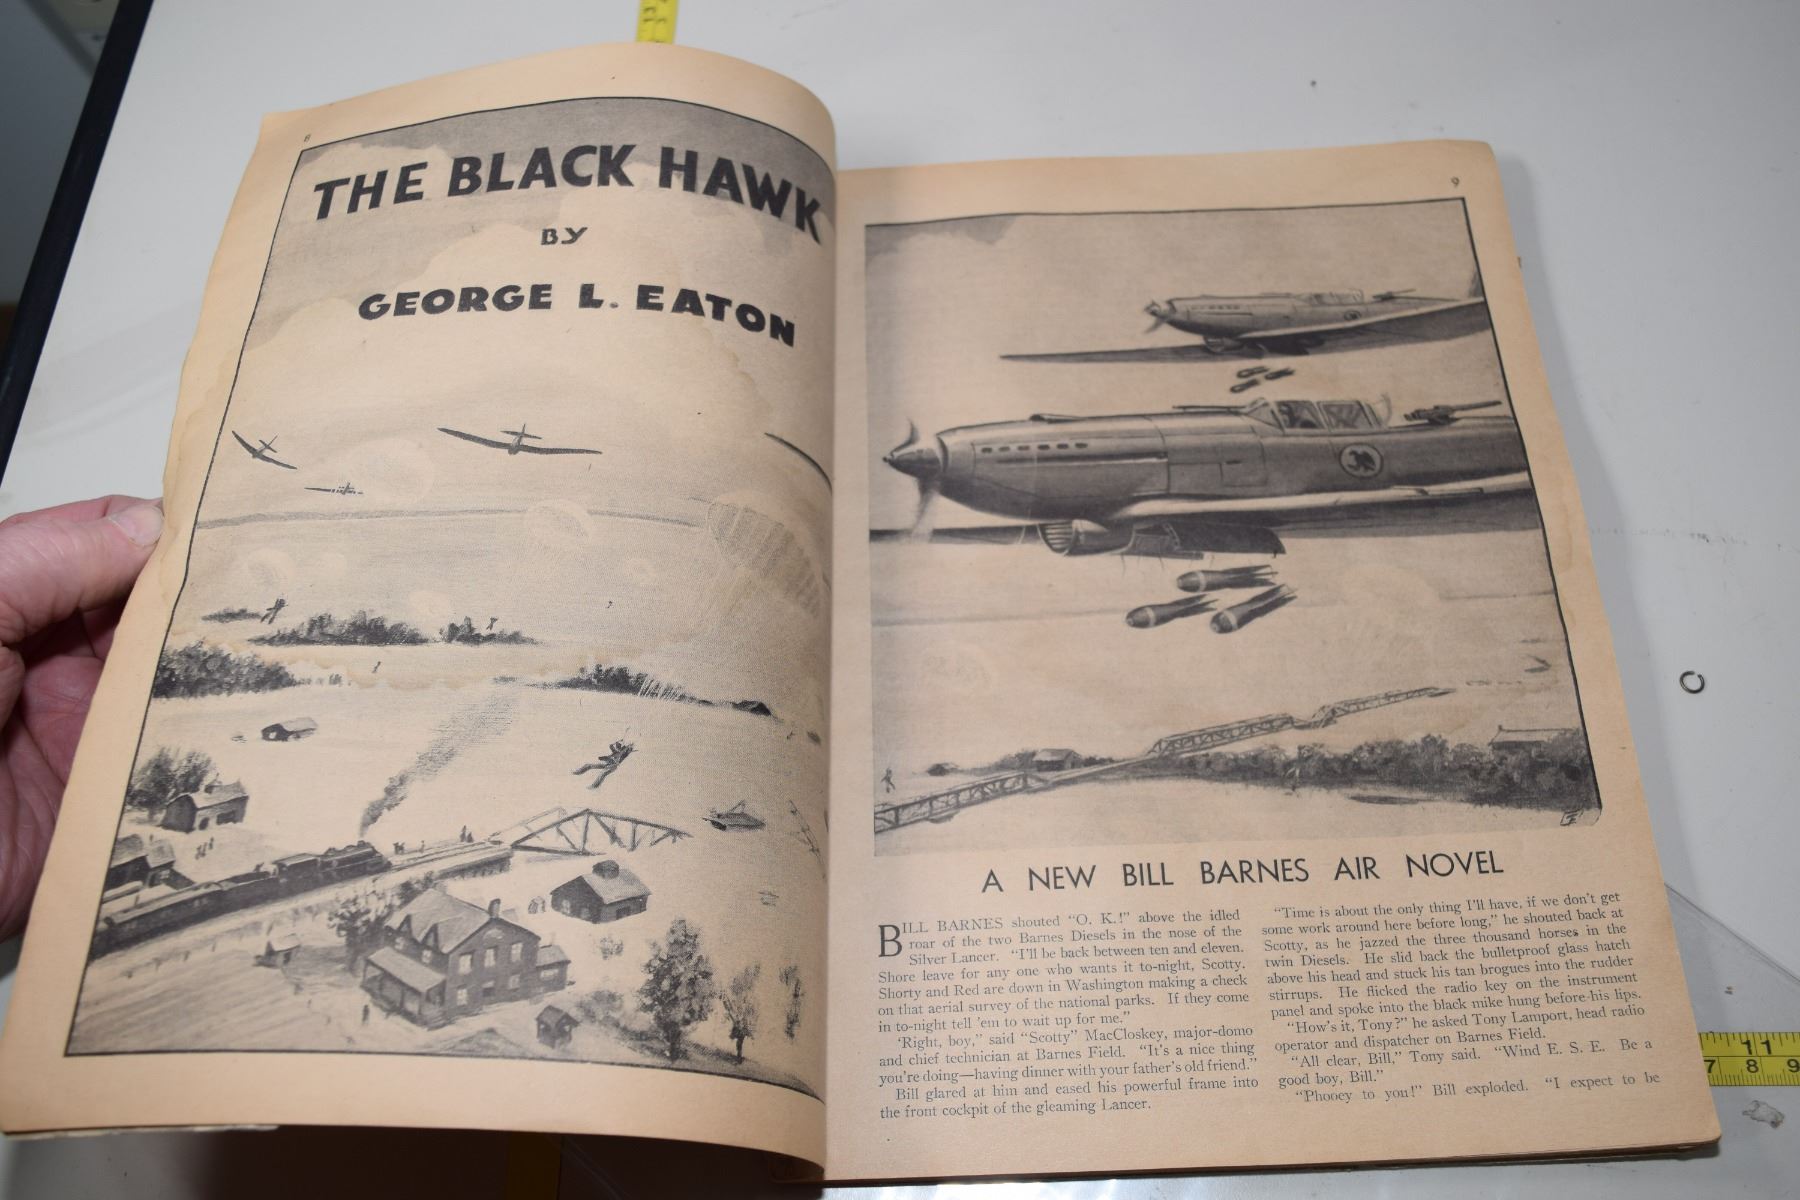 8
THE BLACK HAWK
BY
GEORGE L. EATON
9
A NEW BILL BARNES AIR NOVEL
BILL BARNES shouted "O. K.!" above the idled
roar of the two Barnes Diesels in the nose of the
Silver Lancer. "I'll be back between ten and eleven.
Shore leave for any one who wants it to-night, Scotty.
Shorty and Red are down in Washington making a check
on that aerial survey of the national parks. If they come
in to-night tell 'em to wait up for me."
'Right, boy," said "Scotty" MacCloskey, major-domo
and chief technician at Barnes Field. "It's a nice thing
you're doing—having dinner with your father's old friend."
Bill glared at him and eased his powerful frame into
the front cockpit of the gleaming Lancer.
"Time is about the only thing I'll have, if we don't get
some work around here before long," he shouted back at
Scotty, as he jazzed the three thousand horses in the
twin Diesels. He slid back the bulletproof glass hatch
above his head and stuck his tan brogues into the rudder
stirrups. He flicked the radio key on the instrument
panel and spoke into the black mike hung before his lips.
"How's it, Tony?" he asked Tony Lamport, head radio
operator and dispatcher on Barnes Field.
"All clear, Bill," Tony said. "Wind E. S. E. Be a
good boy, Bill."
"Phooey to you!" Bill exploded. "I expect to be
7 8 9
11